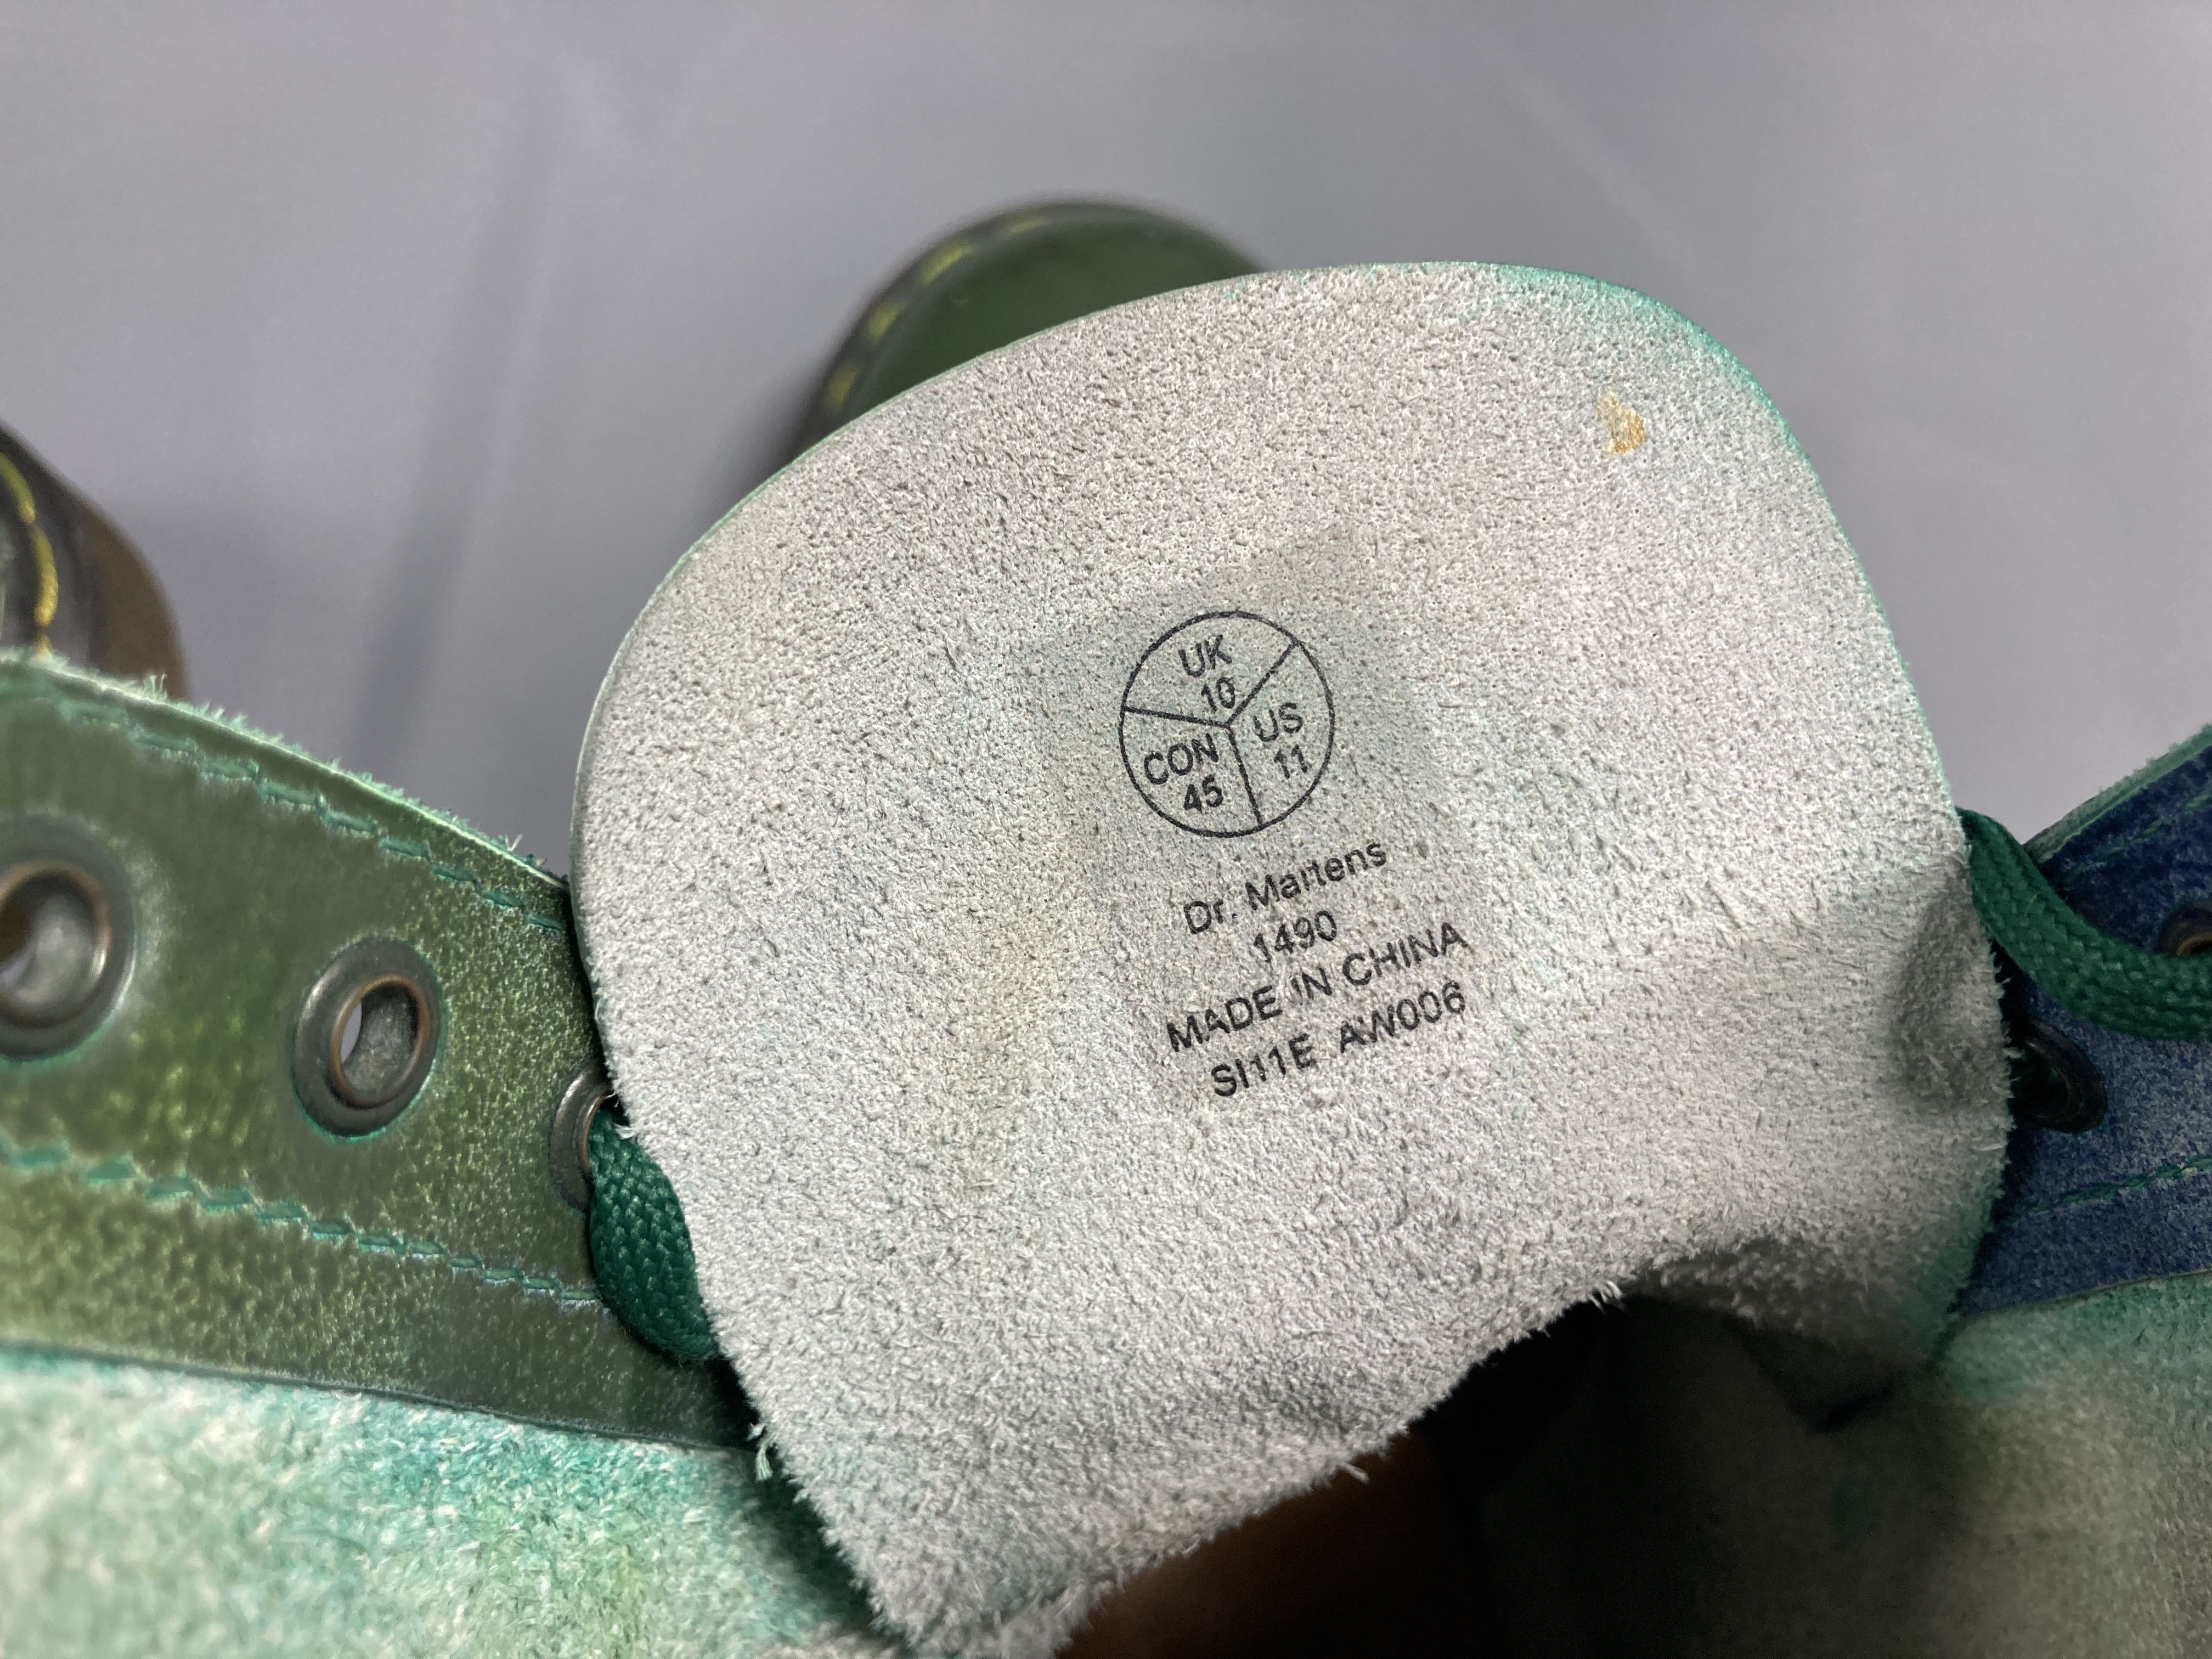 UK
10
US
11
CON
45
Dr. Martens
1490
MADE IN CHINA
SI11E AW006